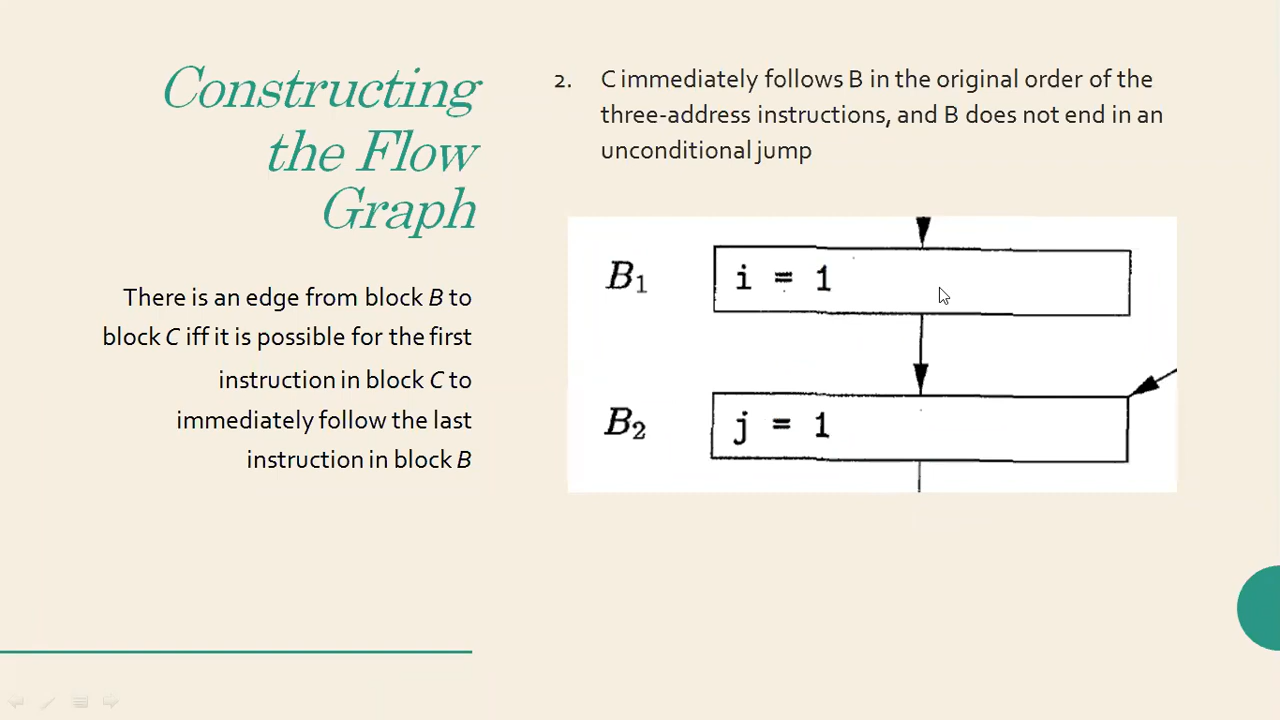 Constructing
the Flow
Graph
There is an edge from block B to
block C iff it is possible for the first
instruction in block C to
immediately follow the last
instruction in block B
2. C immediately follows B in the original order of the
three-address instructions, and B does not end in an
unconditional jump
B1 i = 1
B2 j = 1